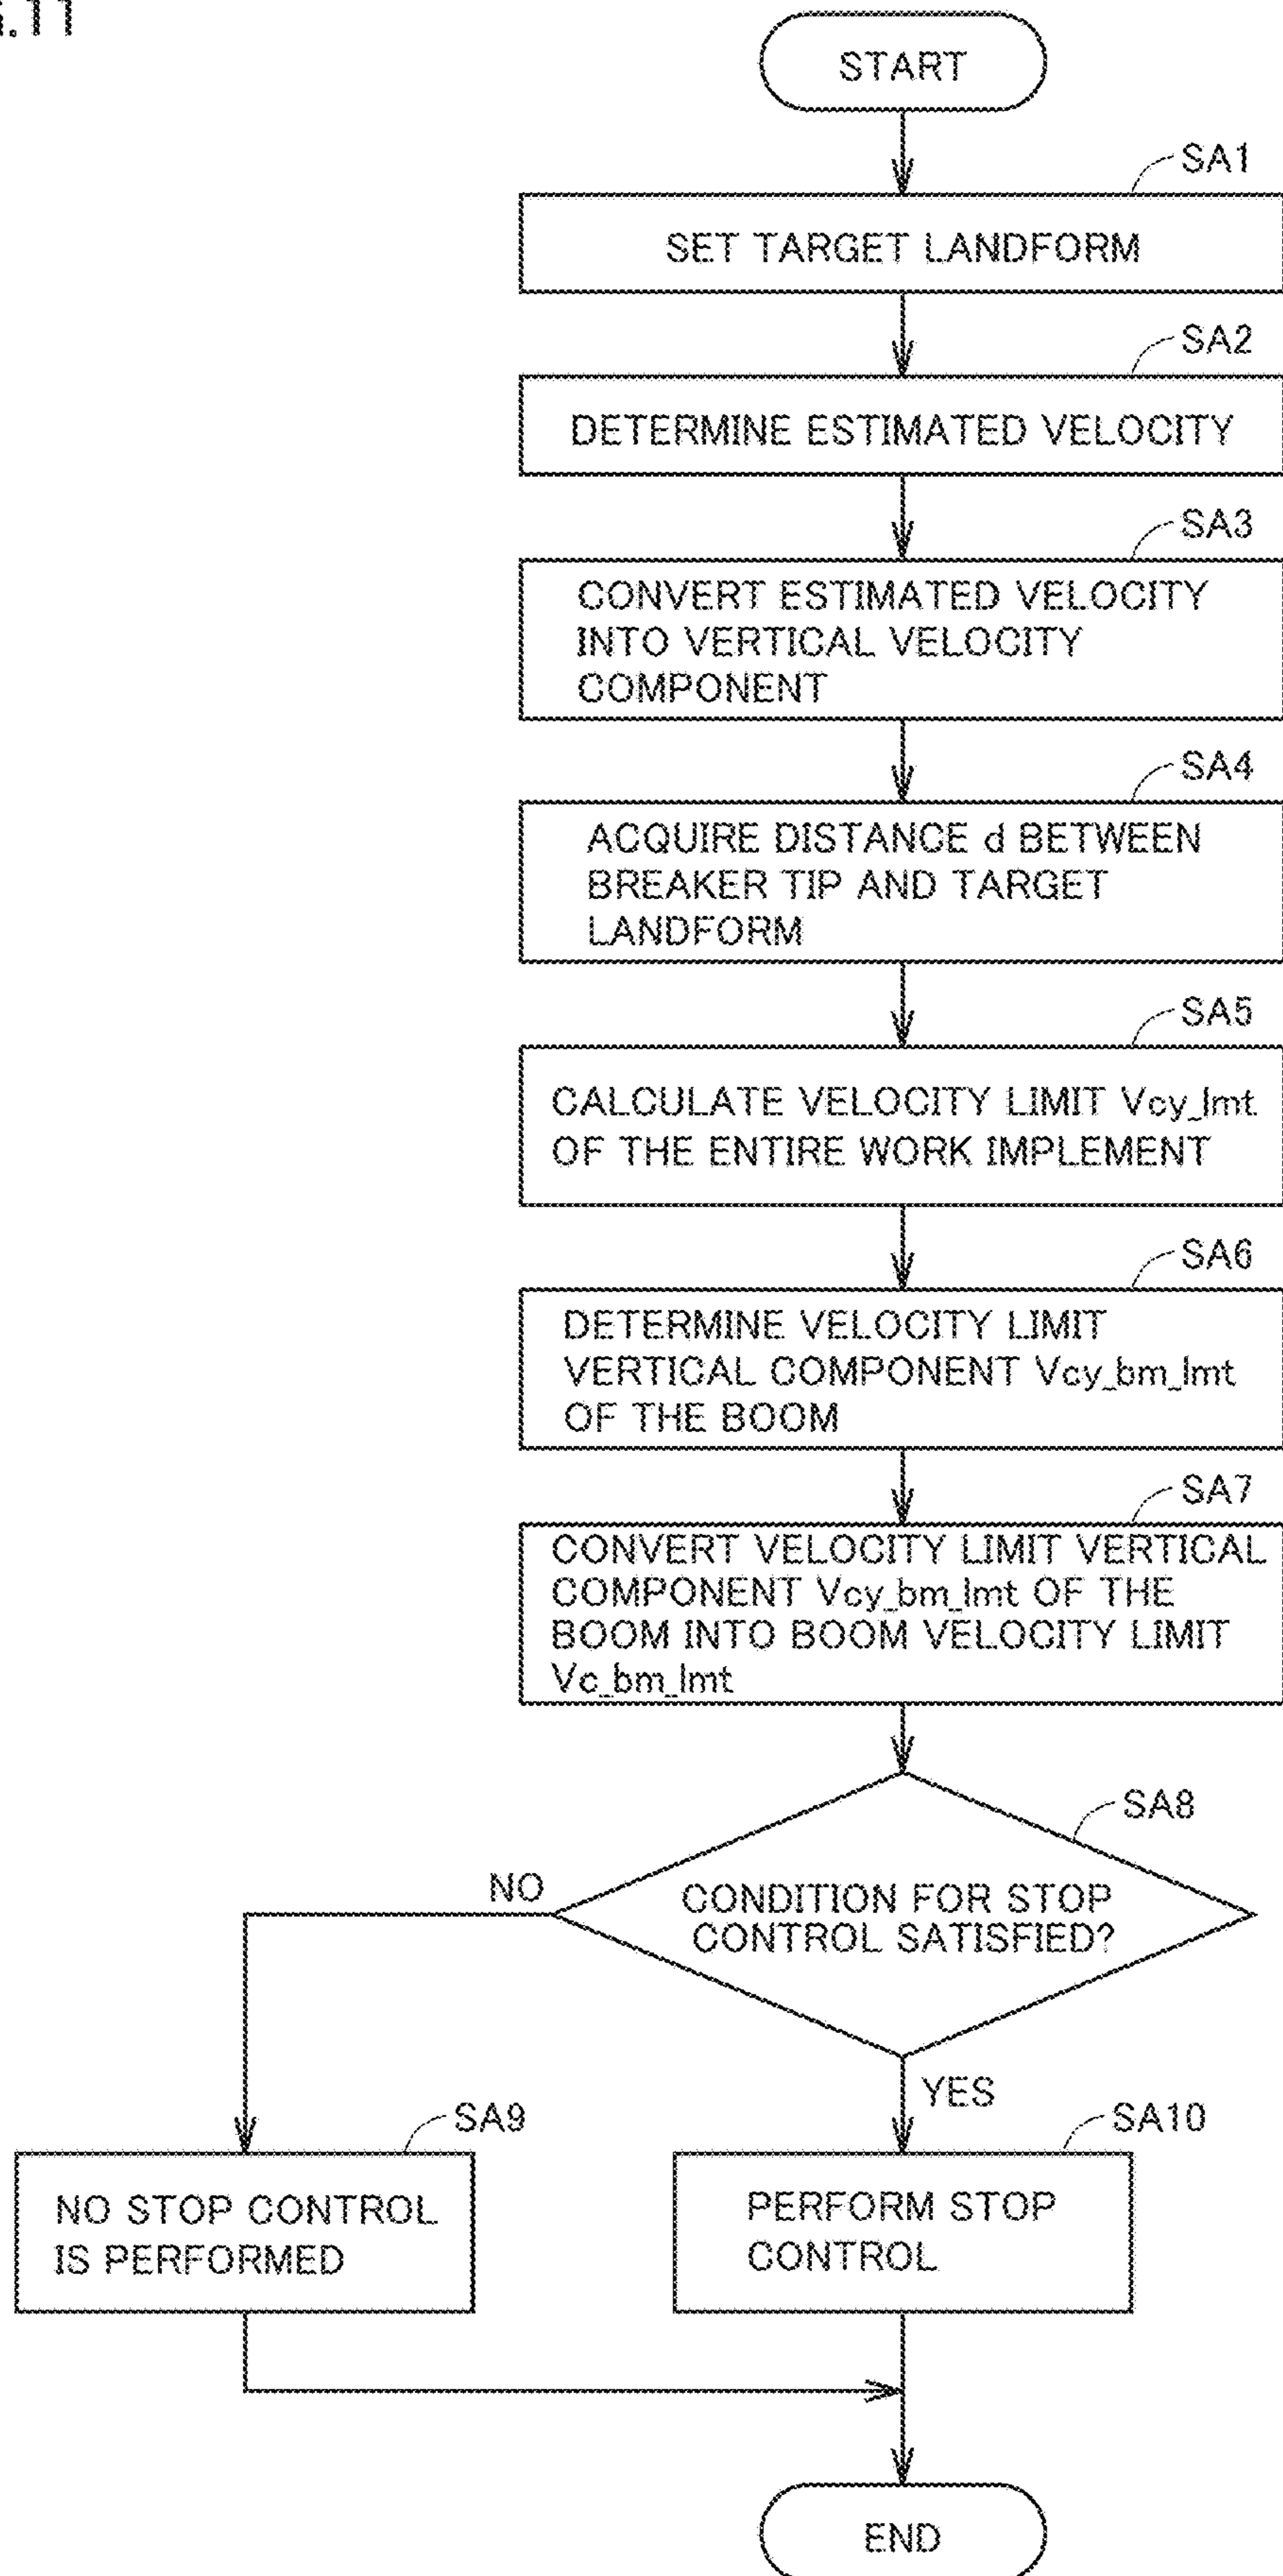 .11
START
SA1
SET TARGET LANDFORM
SA2
DETERMINE ESTIMATED VELOCITY
SA3
CONVERT ESTIMATED VELOCITY
INTO VERTICAL VELOCITY
COMPONENT
SA4
ACQUIRE DISTANCE d BETWEEN
BREAKER TIP AND TARGET
LANDFORM
SA5
CALCULATE VELOCITY LIMIT Vcy_lmt
OF THE ENTIRE WORK IMPLEMENT
SA6
DETERMINE VELOCITY LIMIT
VERTICAL COMPONENT Vcy_bm_lmt
OF THE BOOM
SA7
CONVERT VELOCITY LIMIT VERTICAL
COMPONENT Vcy_bm_lmt OF THE
BOOM INTO BOOM VELOCITY LIMIT
Vc_bm_lmt
SA8
NO
CONDITION FOR STOP
CONTROL SATISFIED?
YES
SA9
SA10
NO STOP CONTROL
IS PERFORMED
PERFORM STOP
CONTROL
END